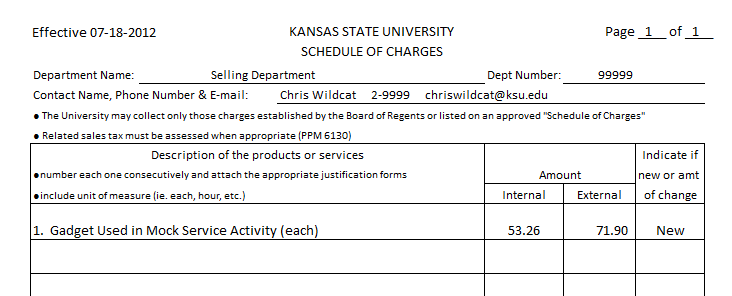 Effective 07-18-2012 KANSAS STATE UNIVERSITY Page 1 of 1
SCHEDULE OF CHARGES
Department Name: Selling Department Dept Number: 99999
Contact Name, Phone Number & E-mail: Chris Wildcat 2-9999 chriswildcat@ksu.edu
● The University may collect only those charges established by the Board of Regents or listed on an approved "Schedule of Charges"
● Related sales tax must be assessed when appropriate (PPM 6130)
Description of the products or services Indicate if
●number each one consecutively and attach the appropriate justification forms Amount new or amt
●include unit of measure (ie. each, hour, etc.) Internal External of change
1. Gadget Used in Mock Service Activity (each) 53.26 71.90 New